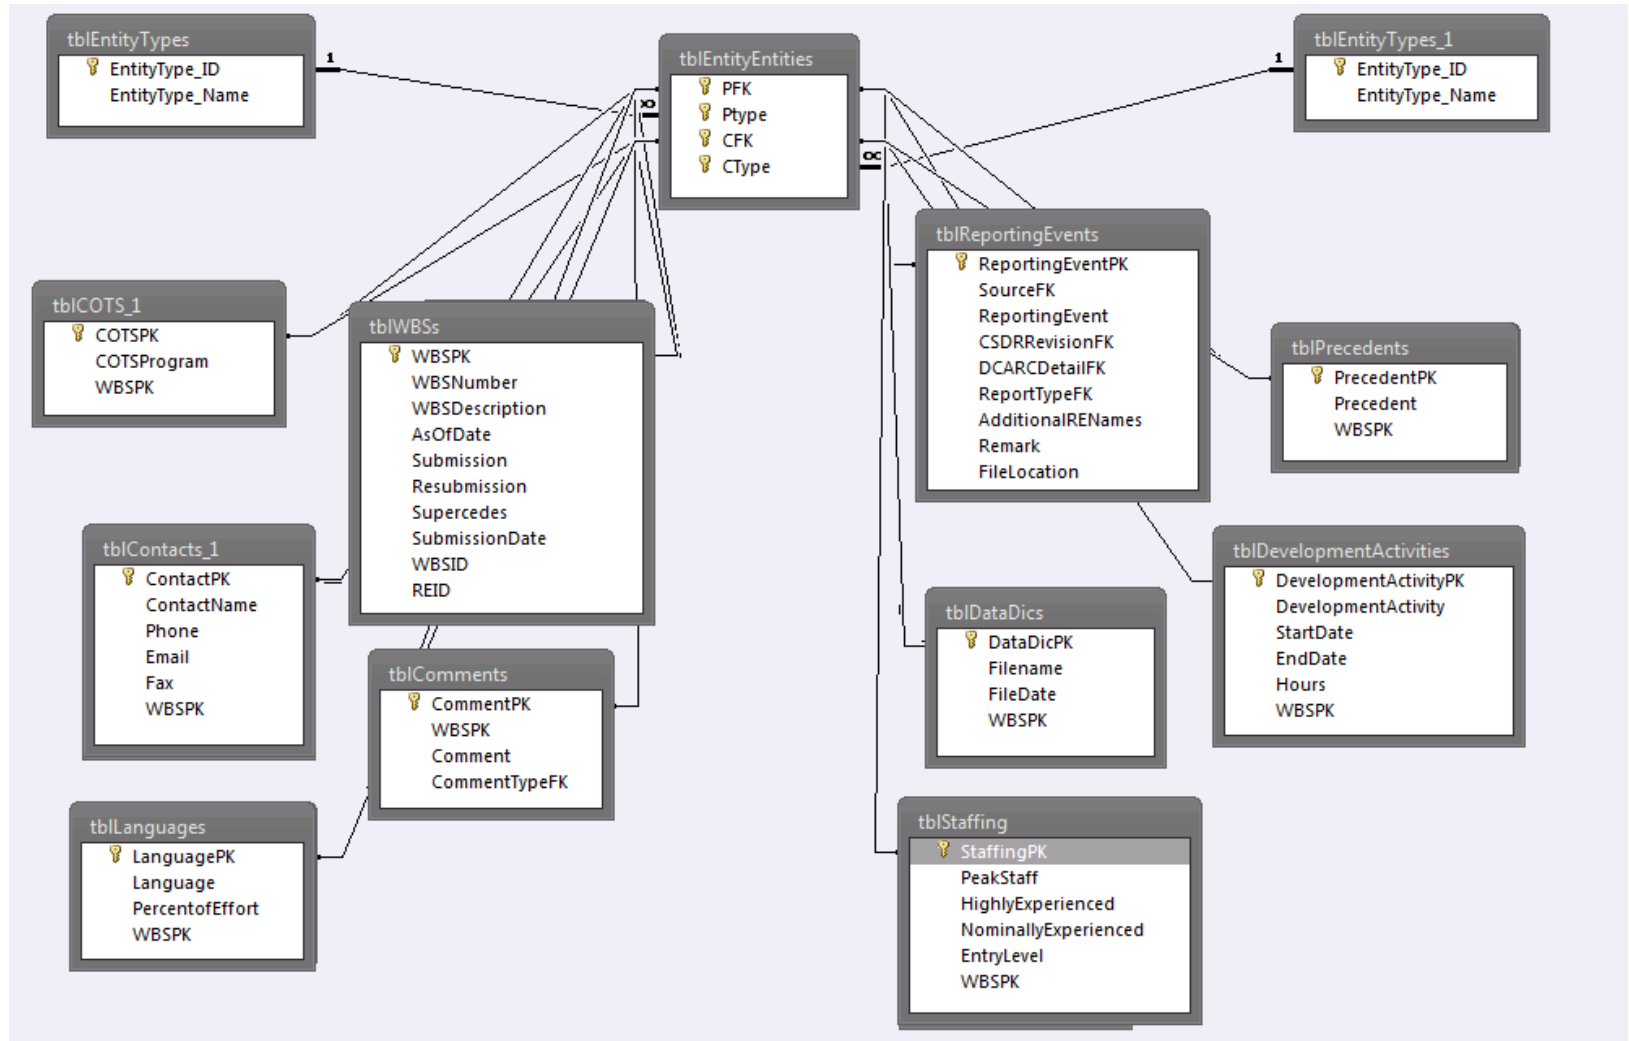 tblEntityTypes
EntityType_ID
EntityType_Name
1
tblEntityEntities
PFK
Ptype
CFK
CType
∞
∞
1
tblEntityTypes_1
EntityType_ID
EntityType_Name
tblCOTS_1
COTSPK
COTSProgram
WBSPK
tblWBSs
WBSPK
WBSNumber
WBSDescription
AsOfDate
Submission
Resubmission
Supercedes
SubmissionDate
WBSID
REID
tblReportingEvents
ReportingEventPK
SourceFK
ReportingEvent
CSDRRevisionFK
DCARCDetailFK
ReportTypeFK
AdditionalRENames
Remark
FileLocation
tblPrecedents
PrecedentPK
Precedent
WBSPK
tblContacts_1
ContactPK
ContactName
Phone
Email
Fax
WBSPK
tblComments
CommentPK
WBSPK
Comment
CommentTypeFK
tblDataDics
DataDicPK
Filename
FileDate
WBSPK
tblDevelopmentActivities
DevelopmentActivityPK
DevelopmentActivity
StartDate
EndDate
Hours
WBSPK
tblLanguages
LanguagePK
Language
PercentofEffort
WBSPK
tblStaffing
StaffingPK
PeakStaff
HighlyExperienced
NominallyExperienced
EntryLevel
WBSPK